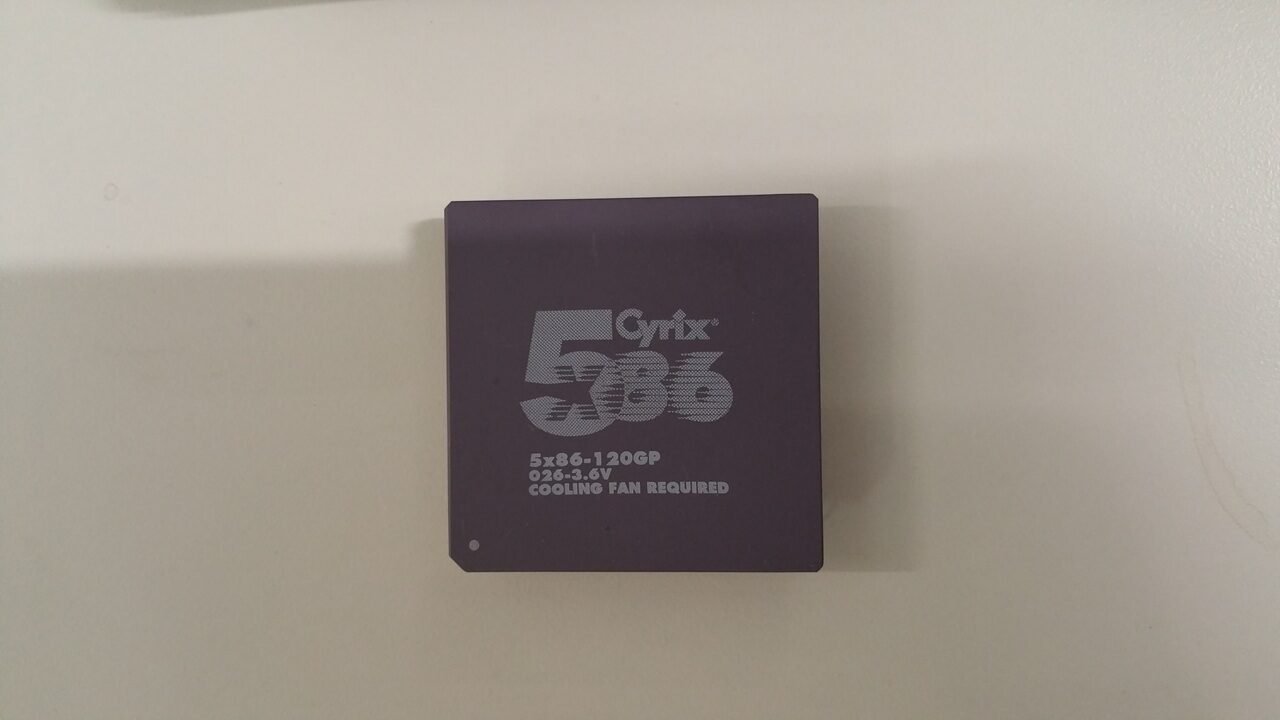 Cyrix®
5x86
5x86-120GP
026-3.6V
COOLING FAN REQUIRED